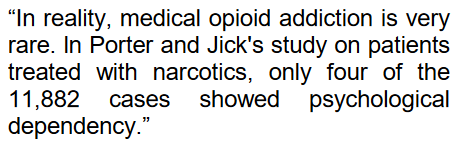 “In reality, medical opioid addiction is very
rare. In Porter and Jick's study on patients
treated with narcotics, only four of the
11,882 cases showed psychological
dependency.”